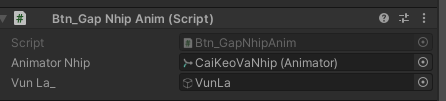 # Btn_Gap Nhip Anim (Script)
Script Btn_GapNhipAnim
Animator Nhip CaiKeoVaNhip (Animator)
Vun La_ VunLa